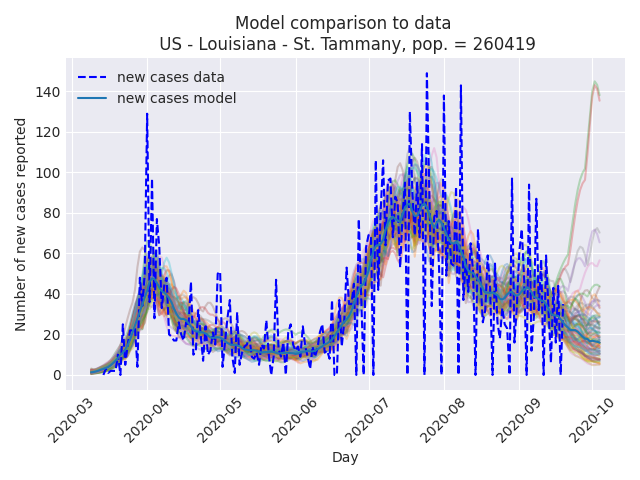 Model comparison to data
US - Louisiana - St. Tammany, pop. = 260419
new cases data
new cases model
Number of new cases reported
140
120
100
80
60
40
20
0
2020-03
2020-04
2020-05
2020-06
2020-07
2020-08
2020-09
2020-10
Day